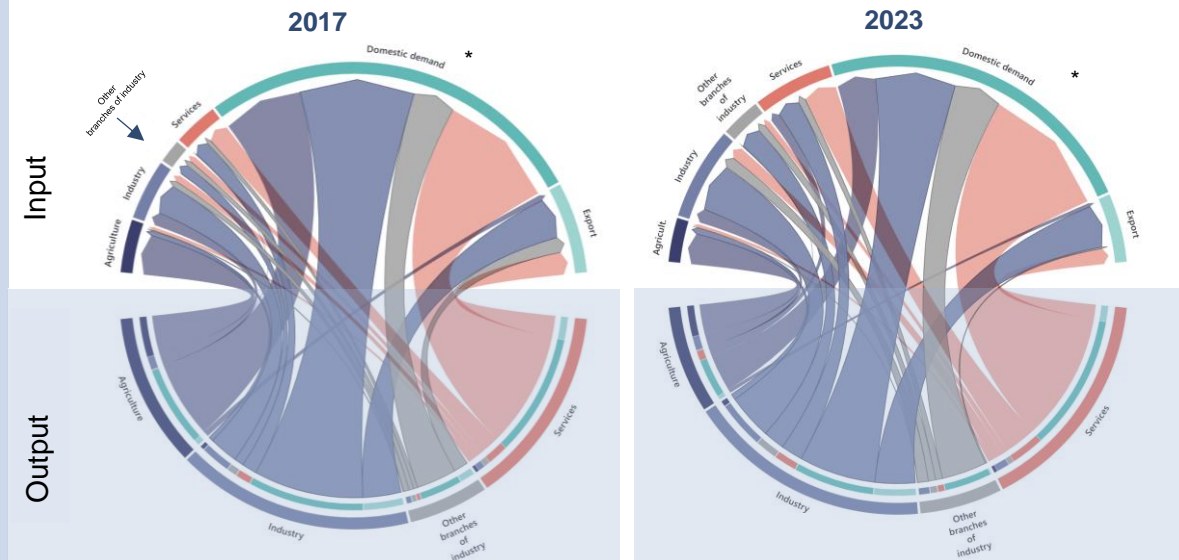 2017
2023
Input
Output
Other
branches of industry
Agriculture
Industry
Services
Domestic demand
*
Export
Agriculture
Industry
Other
branches
of
industry
Services
Agricult.
Industry
Other
branches
of
industry
Services
Domestic demand
*
Export
Agriculture
Industry
Other
branches
of
industry
Services